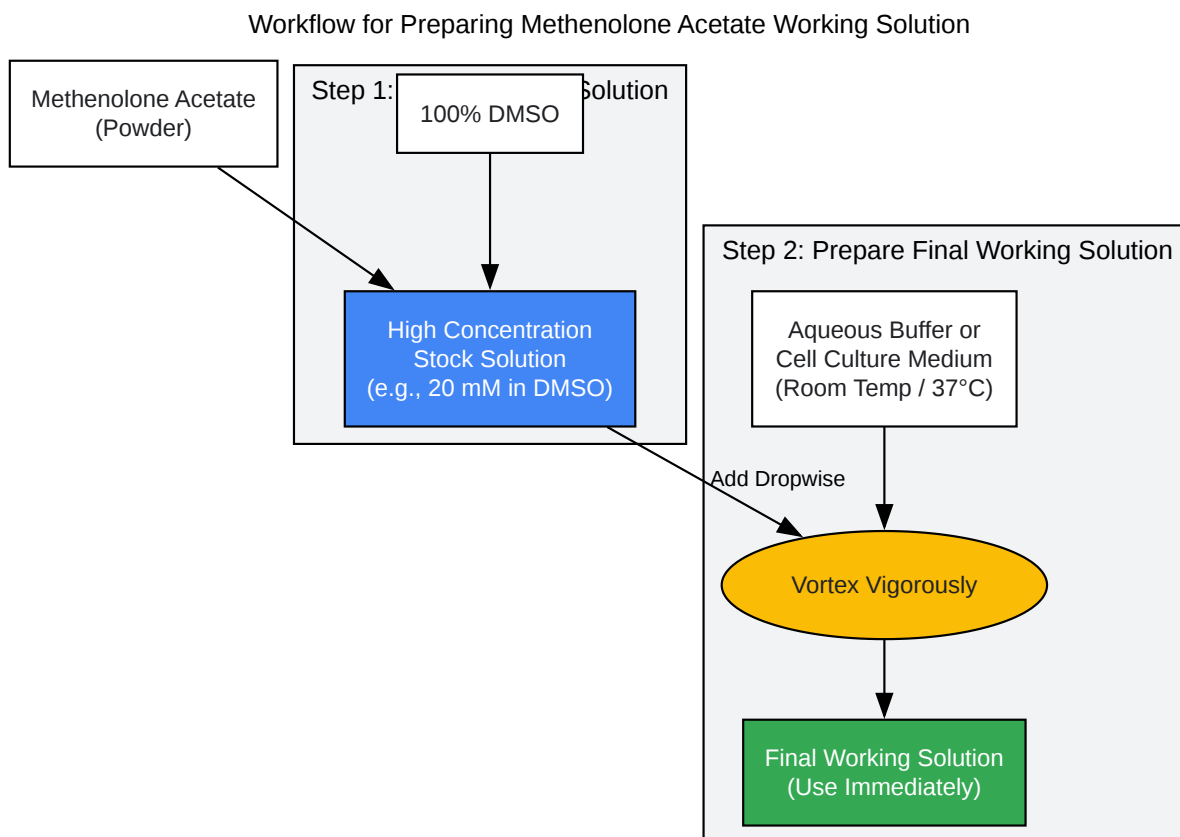 Workflow for Preparing Methenolone Acetate Working Solution
Methenolone Acetate
(Powder)
Step 1: Solution
100% DMSO
High Concentration
Stock Solution
(e.g., 20 mM in DMSO)
Step 2: Prepare Final Working Solution
Aqueous Buffer or
Cell Culture Medium
(Room Temp / 37°C)
Add Dropwise
Vortex Vigorously
Final Working Solution
(Use Immediately)